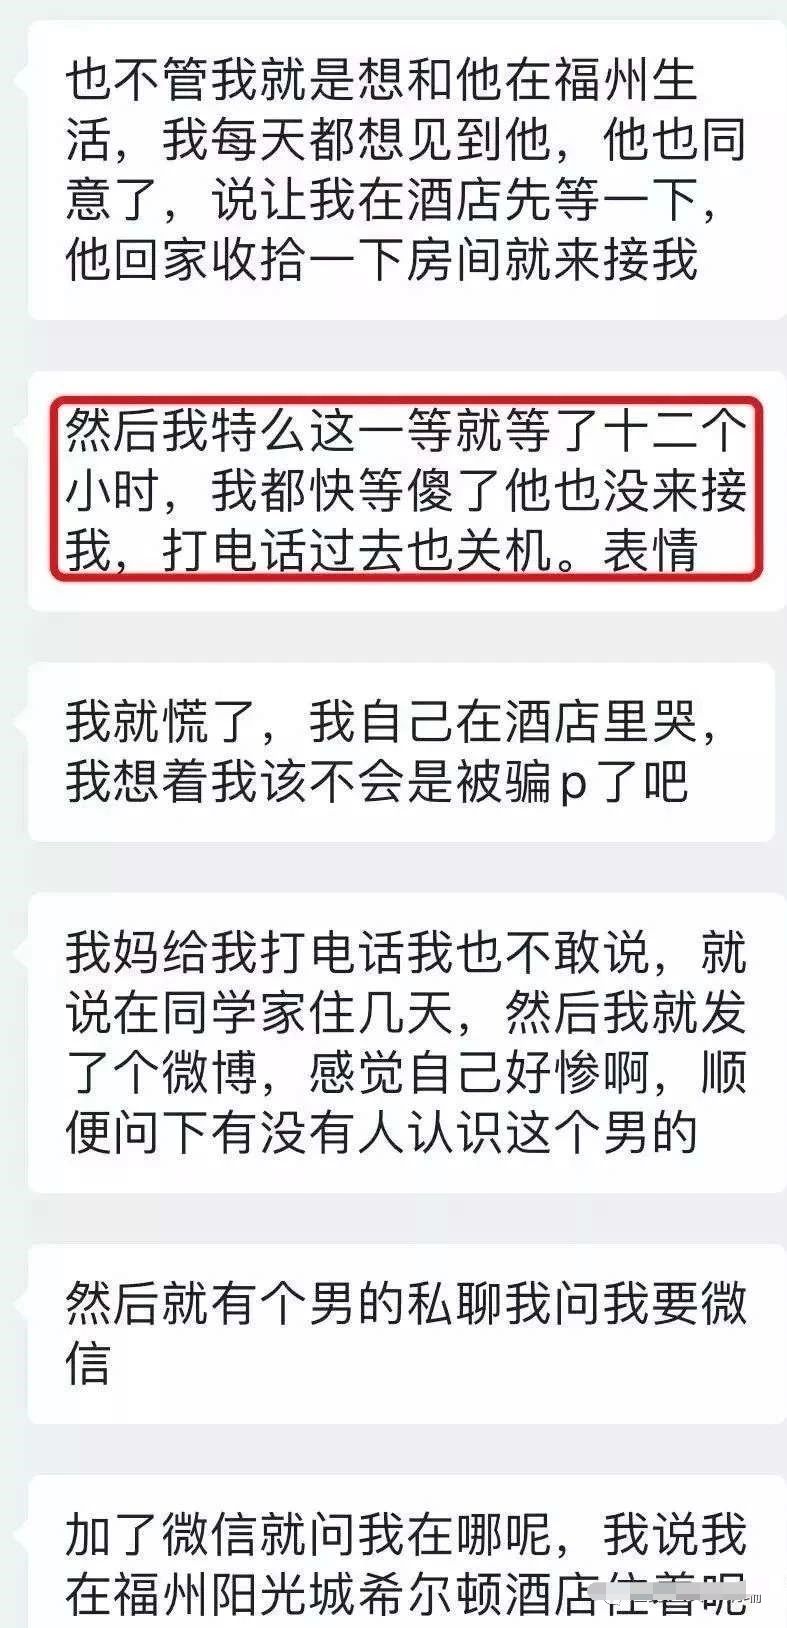 也不管我就是想和他在福州生
活，我每天都想见到他，他也同
意了，说让我在酒店先等一下，
他回家收拾一下房间就来接我
然后我特么这一等就等了十二个
小时，我都快等傻了他也没来接
我，打电话过去也关机。表情
我就慌了，我自己在酒店里哭，
我想着我该不会是被骗p了吧
我妈给我打电话我也不敢说，就
说在同学家住几天，然后我就发
了个微博，感觉自己好惨啊，顺
便问下有没有人认识这个男的
然后就有个男的私聊我问我要微
信
加了微信就问我在哪呢，我说我
在福州阳光城希尔顿酒店住着呢